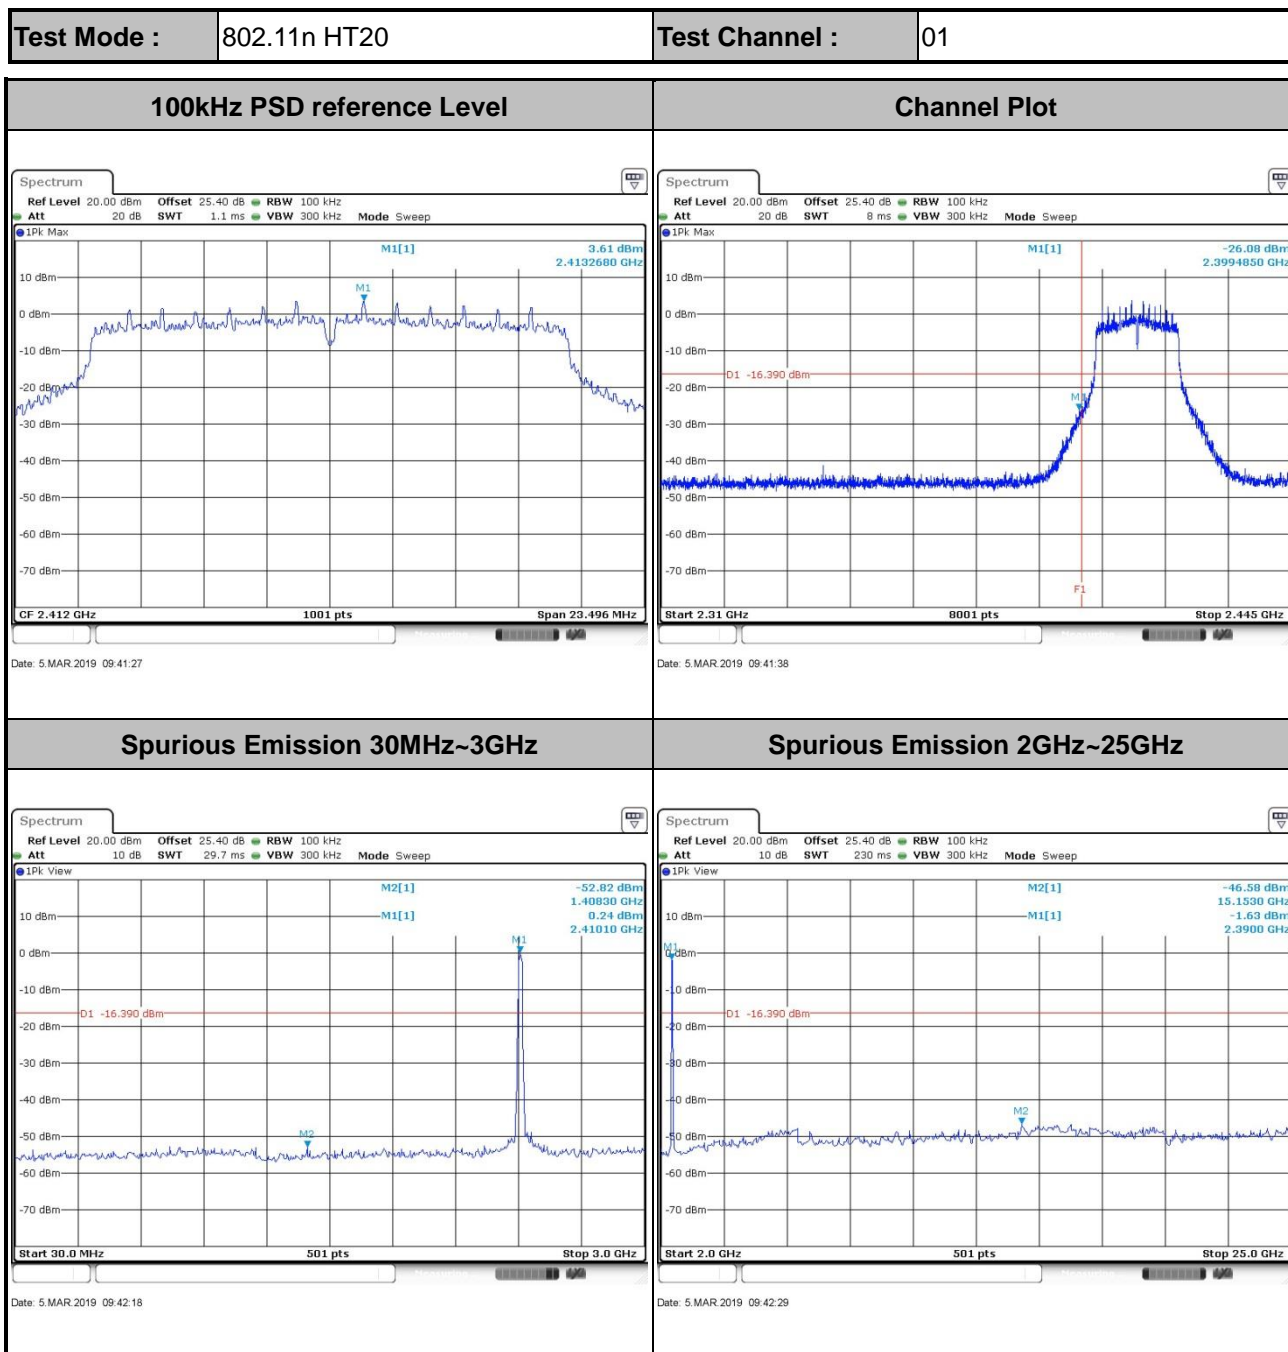 Test Mode : 802.11n HT20 Test Channel : 01
100kHz PSD reference Level
Channel Plot
Spectrum
Ref Level 20.00 dBm Offset 25.40 dB RBW 100 kHz
Att 20 dB SWT 1.1 ms VBW 300 kHz Mode Sweep
1Pk Max
M1[1] 3.61 dBm
2.4132680 GHz
10 dBm
M1
0 dBm
-10 dBm
-20 dBm
-30 dBm
-40 dBm
-50 dBm
-60 dBm
-70 dBm
CF 2.412 GHz 1001 pts Span 23.496 MHz
Date: 5.MAR.2019 09:41:27
Spectrum
Ref Level 20.00 dBm Offset 25.40 dB RBW 100 kHz
Att 20 dB SWT 8 ms VBW 300 kHz Mode Sweep
1Pk Max
M1[1] -26.08 dBm
2.3994850 GHz
10 dBm
0 dBm
-10 dBm
D1 -16.390 dBm
-20 dBm
-30 dBm
-40 dBm
-50 dBm
-60 dBm
-70 dBm
F1
Start 2.31 GHz 8001 pts Stop 2.445 GHz
Date: 5.MAR.2019 09:41:38
Spurious Emission 30MHz~3GHz
Spurious Emission 2GHz~25GHz
Spectrum
Ref Level 20.00 dBm Offset 25.40 dB RBW 100 kHz
Att 10 dB SWT 29.7 ms VBW 300 kHz Mode Sweep
1Pk View
M2[1] -52.82 dBm
1.40830 GHz
10 dBm M1[1] 0.24 dBm
2.41010 GHz
M1
0 dBm
-10 dBm
D1 -16.390 dBm
-20 dBm
-30 dBm
-40 dBm
-50 dBm
M2
-60 dBm
-70 dBm
Start 30.0 MHz 501 pts Stop 3.0 GHz
Date: 5.MAR.2019 09:42:18
Spectrum
Ref Level 20.00 dBm Offset 25.40 dB RBW 100 kHz
Att 10 dB SWT 230 ms VBW 300 kHz Mode Sweep
1Pk View
M2[1] -46.58 dBm
15.1530 GHz
10 dBm M1[1] -1.63 dBm
2.3900 GHz
M1
0 dBm
-10 dBm
D1 -16.390 dBm
-20 dBm
-30 dBm
-40 dBm
M2
-50 dBm
-60 dBm
-70 dBm
Start 2.0 GHz 501 pts Stop 25.0 GHz
Date: 5.MAR.2019 09:42:29